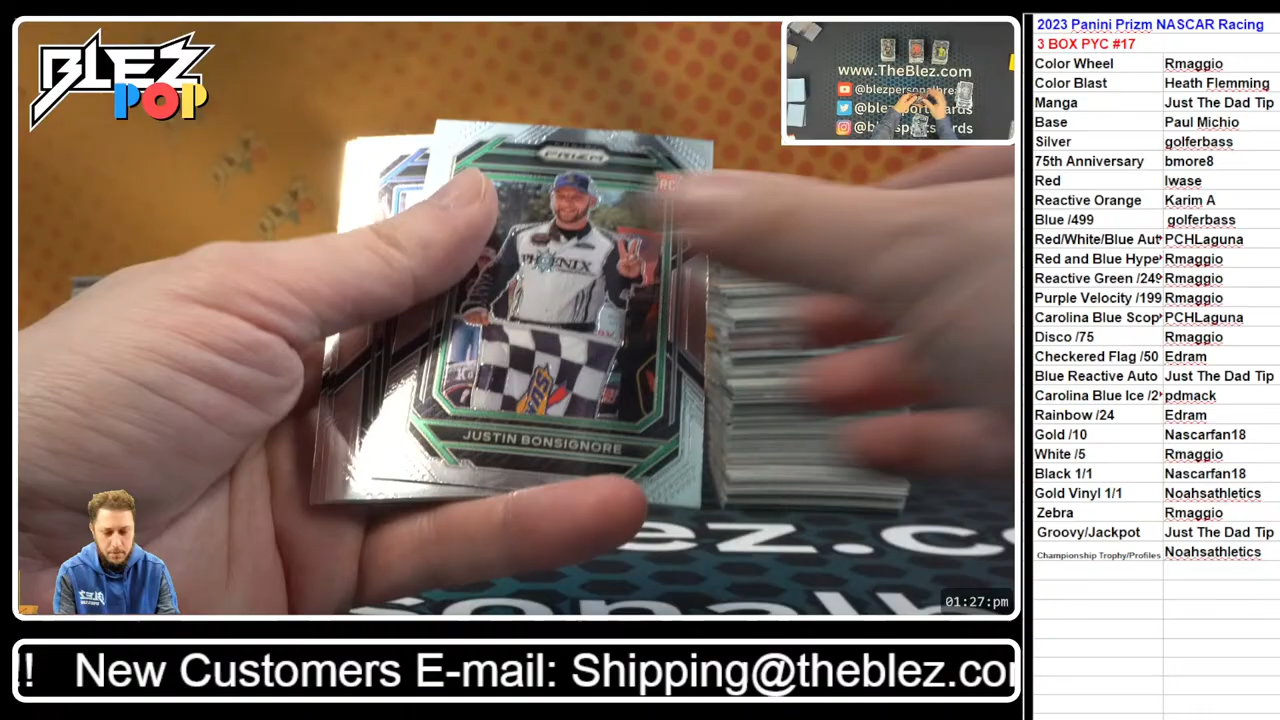 BLEZ
POP
PRIZM
RC
PHOENIX
JUSTIN BONSIGNORE
www.TheBlez.com
01:27:pm
!! New Customers E-mail: Shipping@theblez.cor
2023 Panini Prizm NASCAR Racing
3 BOX PYC #17
Color Wheel Rmaggio
Color Blast Heath Flemming
Manga Just The Dad Tip
Base Paul Michio
Silver golferbass
75th Anniversary bmore8
Red Iwase
Reactive Orange Karim A
Blue /499 golferbass
Red/White/Blue Aut PCHLaguna
Red and Blue Hype Rmaggio
Reactive Green /249 Rmaggio
Purple Velocity /199 Rmaggio
Carolina Blue Scop PCHLaguna
Disco /75 Rmaggio
Checkered Flag /50 Edram
Blue Reactive Auto Just The Dad Tip
Carolina Blue Ice /2 pdmack
Rainbow /24 Edram
Gold /10 Nascarfan18
White /5 Rmaggio
Black 1/1 Nascarfan18
Gold Vinyl 1/1 Noahsathletics
Zebra Rmaggio
Groovy/Jackpot Just The Dad Tip
Championship Trophy/Profiles Noahsathletics